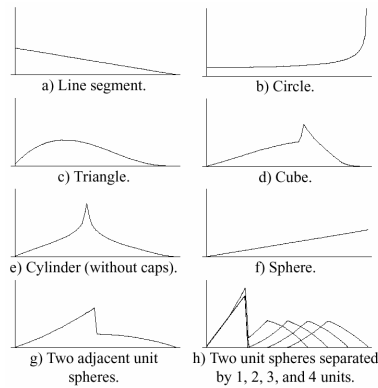 a) Line segment.
b) Circle.
c) Triangle.
d) Cube.
e) Cylinder (without caps).
f) Sphere.
g) Two adjacent unit
spheres.
h) Two unit spheres separated
by 1, 2, 3, and 4 units.